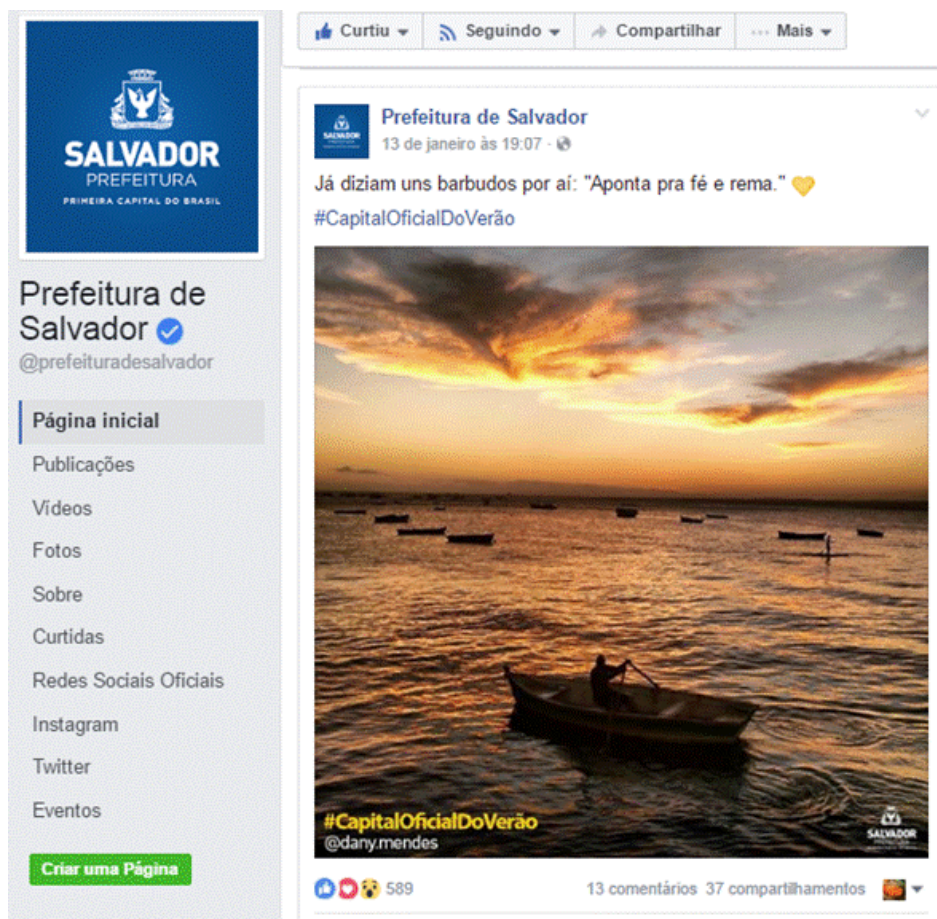 SALVADOR
PREFEITURA
PRIMEIRA CAPITAL DO BRASIL
Prefeitura de
Salvador
@prefeituradesalvador
Página inicial
Publicações
Vídeos
Fotos
Sobre
Curtidas
Redes Sociais Oficiais
Instagram
Twitter
Eventos
Criar uma Página
Curtiu Seguindo Compartilhar ... Mais
SALVADOR
Prefeitura de Salvador
13 de janeiro às 19:07 ·
Já diziam uns barbudos por aí: "Aponta pra fé e rema." 💛
#CapitalOficialDoVerão
#CapitalOficialDoVerão
@dany.mendes
SALVADOR
589 13 comentários 37 compartilhamentos